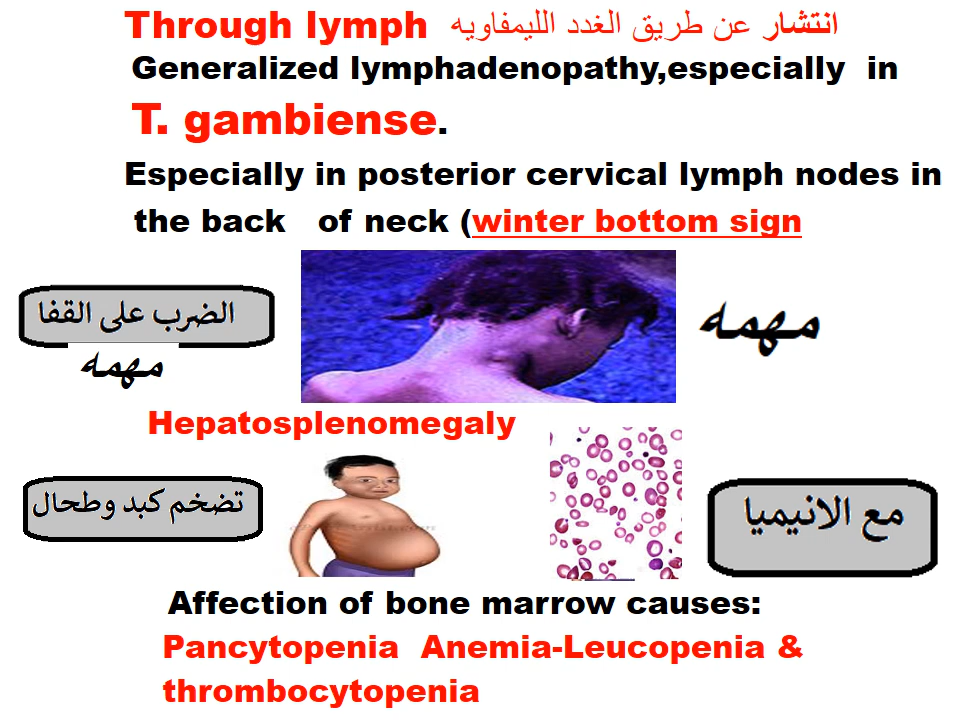 Through lymph انتشار عن طريق الغدد الليمفاويه
Generalized lymphadenopathy,especially in
T. gambiense.
Especially in posterior cervical lymph nodes in
the back of neck (winter bottom sign
الضرب على القفا
مهمه
مهمه
Hepatosplenomegaly
تضخم كبد وطحال
مع الانيميا
Affection of bone marrow causes:
Pancytopenia Anemia-Leucopenia &
thrombocytopenia